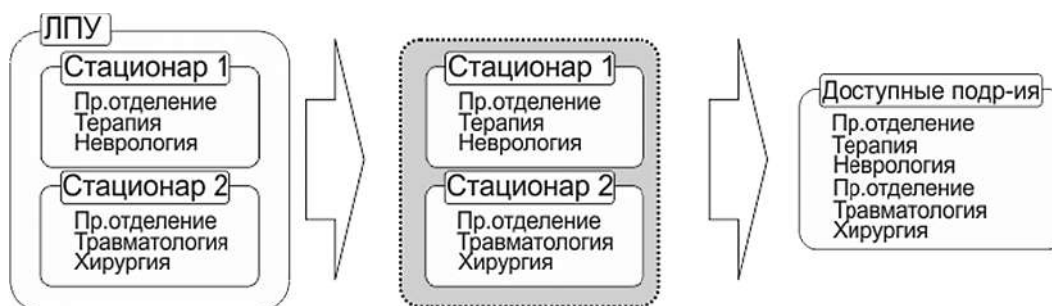 ЛПУ
Стационар 1
Пр.отделение
Терапия
Неврология
Стационар 2
Пр.отделение
Травматология
Хирургия
Стационар 1
Пр.отделение
Терапия
Неврология
Стационар 2
Пр.отделение
Травматология
Хирургия
Доступные подр-ия
Пр.отделение
Терапия
Неврология
Пр.отделение
Травматология
Хирургия